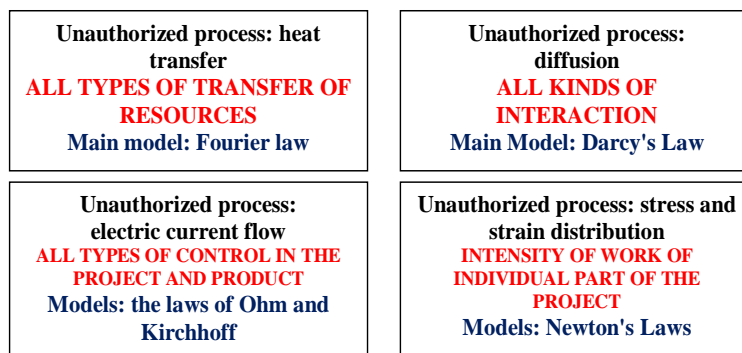 Unauthorized process: heat
transfer
ALL TYPES OF TRANSFER OF
RESOURCES
Main model: Fourier law
Unauthorized process:
diffusion
ALL KINDS OF
INTERACTION
Main Model: Darcy's Law
Unauthorized process:
electric current flow
ALL TYPES OF CONTROL IN THE
PROJECT AND PRODUCT
Models: the laws of Ohm and
Kirchhoff
Unauthorized process: stress and
strain distribution
INTENSITY OF WORK OF
INDIVIDUAL PART OF THE
PROJECT
Models: Newton's Laws